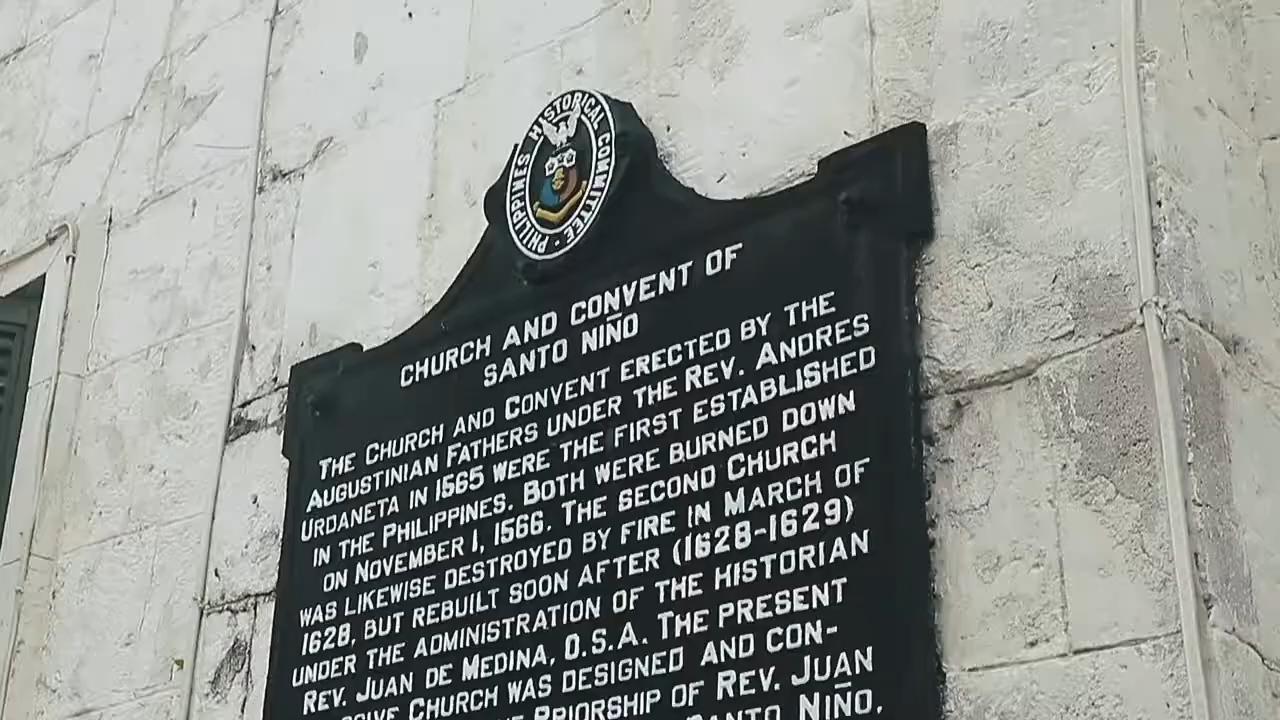 PHILIPPINES HISTORICAL COMMITTEE
CHURCH AND CONVENT OF
SANTO NIÑO
THE CHURCH AND CONVENT ERECTED BY THE
AUGUSTINIAN FATHERS UNDER THE REV. ANDRES
URDANETA IN 1565 WERE THE FIRST ESTABLISHED
IN THE PHILIPPINES. BOTH WERE BURNED DOWN
ON NOVEMBER 1, 1566. THE SECOND CHURCH
WAS LIKEWISE DESTROYED BY FIRE IN MARCH OF
1628, BUT REBUILT SOON AFTER (1628-1629)
UNDER THE ADMINISTRATION OF THE HISTORIAN
REV. JUAN DE MEDINA, O.S.A. THE PRESENT
CHURCH WAS DESIGNED AND CON-
PRIORSHIP OF REV. JUAN
SANTO NIÑO.